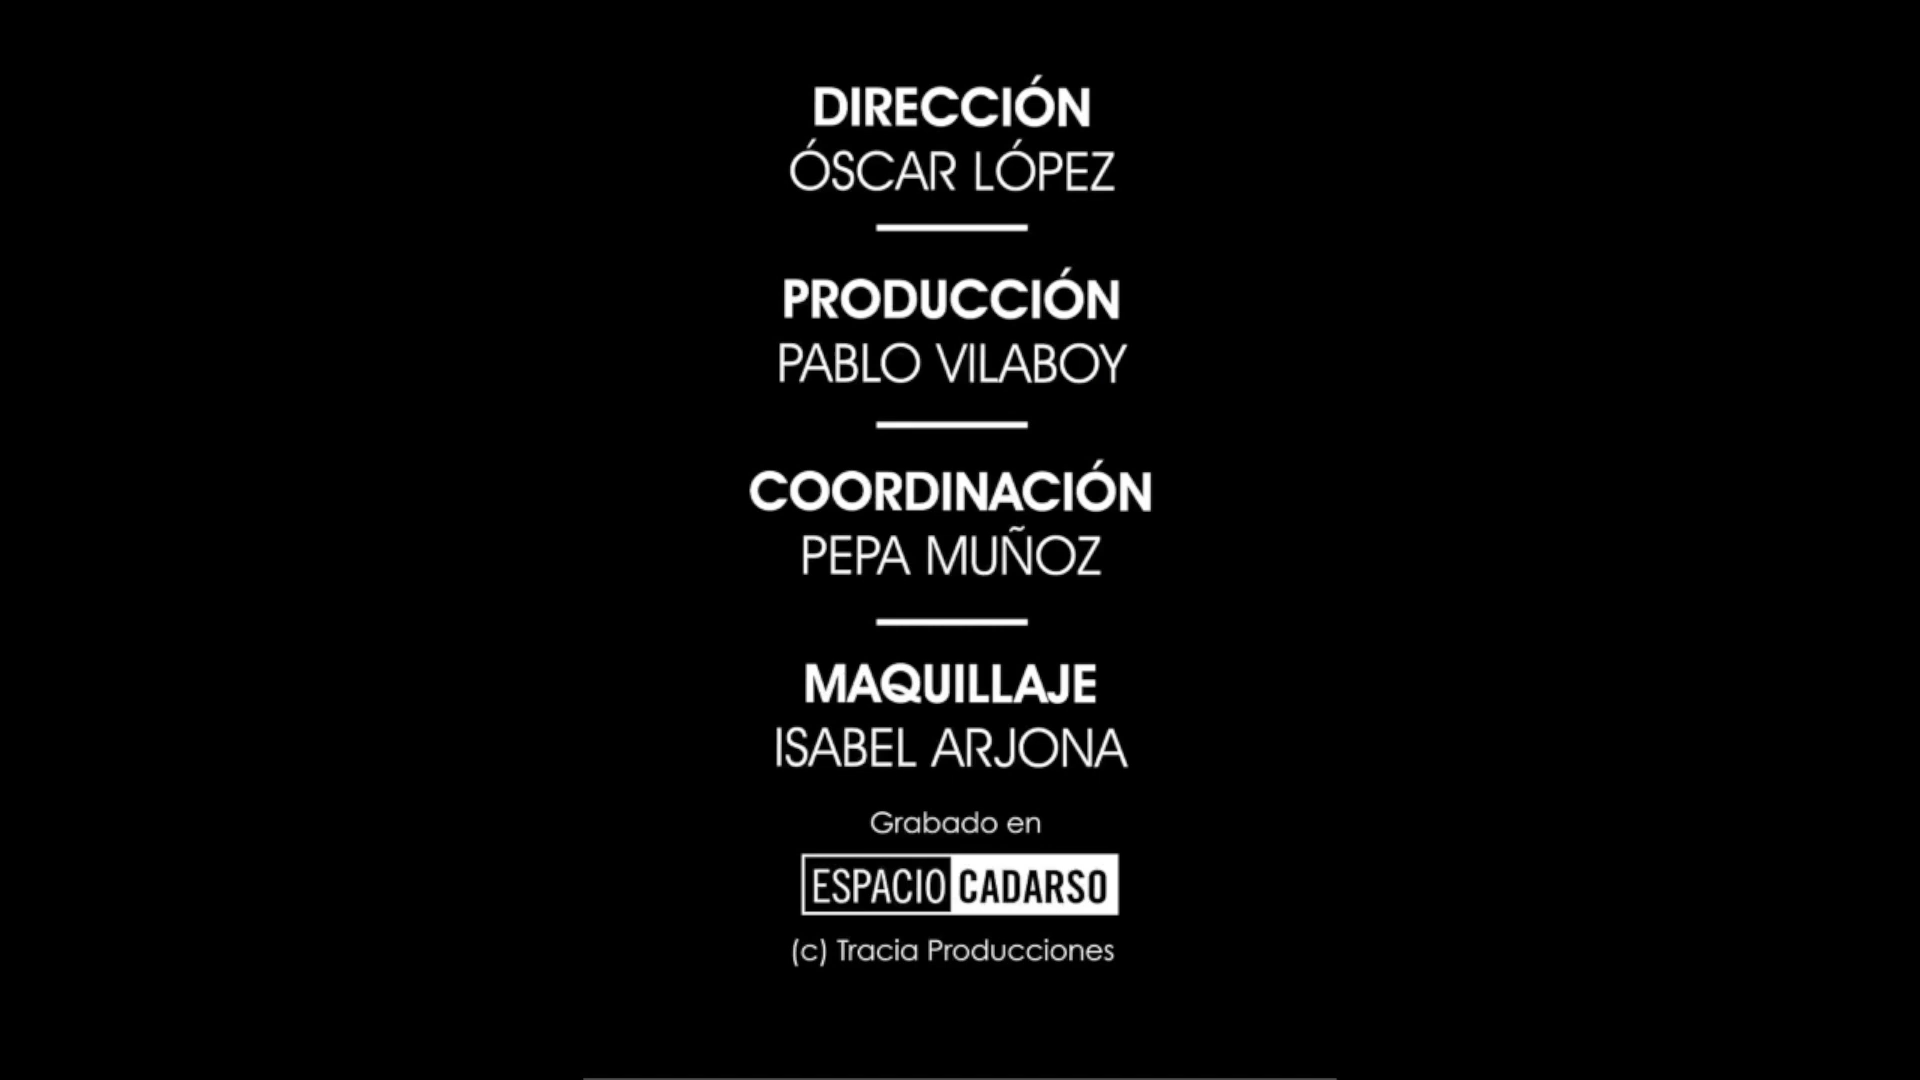 DIRECCIÓN
ÓSCAR LÓPEZ
PRODUCCIÓN
PABLO VILABOY
COORDINACIÓN
PEPA MUÑOZ
MAQUILLAJE
ISABEL ARJONA
Grabado en
ESPACIO CADARSO
(c) Tracia Producciones